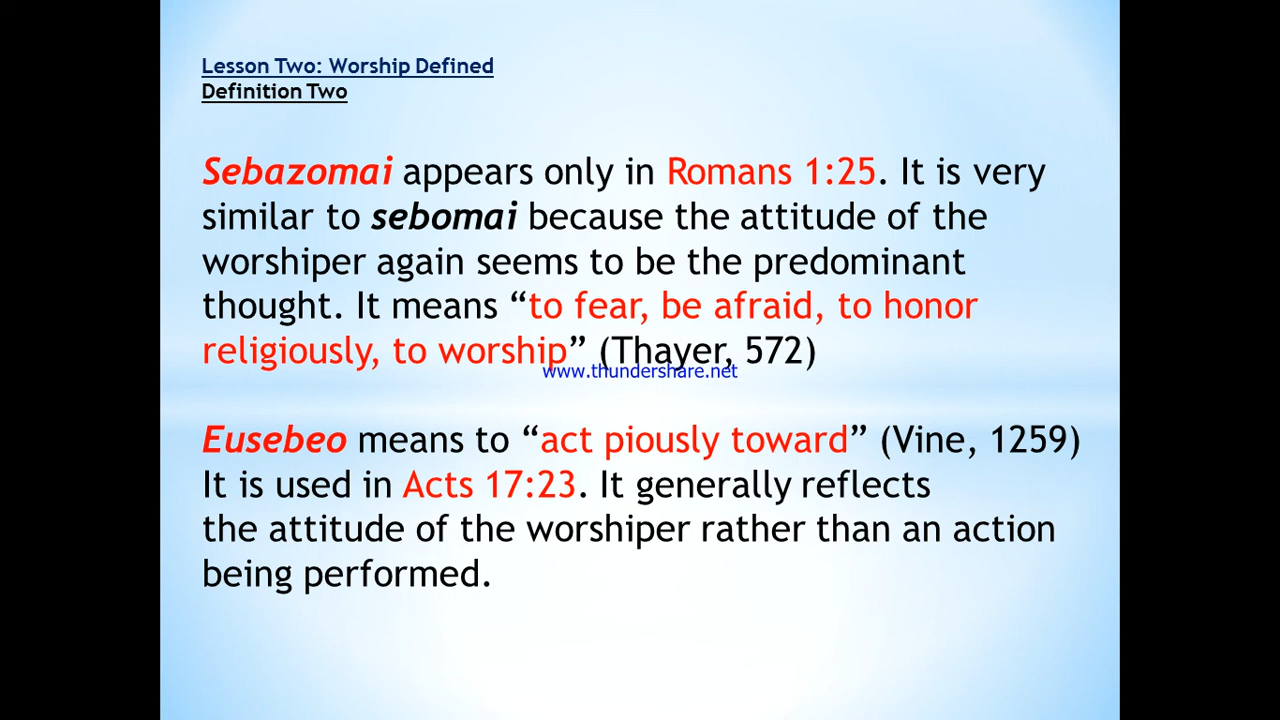 Lesson Two: Worship Defined
Definition Two
Sebazomai appears only in Romans 1:25. It is very
similar to sebomai because the attitude of the
worshiper again seems to be the predominant
thought. It means “to fear, be afraid, to honor
religiously, to worship” (Thayer, 572)
www.thundershare.net
Eusebeo means to “act piously toward” (Vine, 1259)
It is used in Acts 17:23. It generally reflects
the attitude of the worshiper rather than an action
being performed.